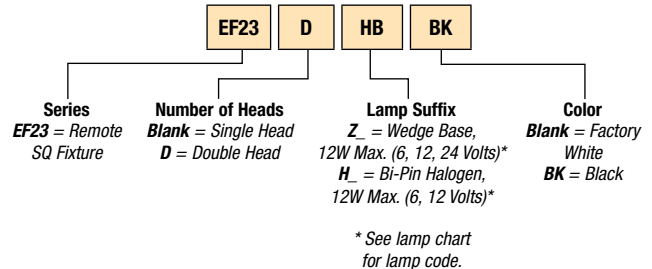 EF23 D HB BK
Series
EF23 = Remote
SQ Fixture
Number of Heads
Blank = Single Head
D = Double Head
Lamp Suffix
Z_ = Wedge Base,
12W Max. (6, 12, 24 Volts)*
H_ = Bi-Pin Halogen,
12W Max. (6, 12 Volts)*
* See lamp chart
for lamp code.
Color
Blank = Factory
White
BK = Black